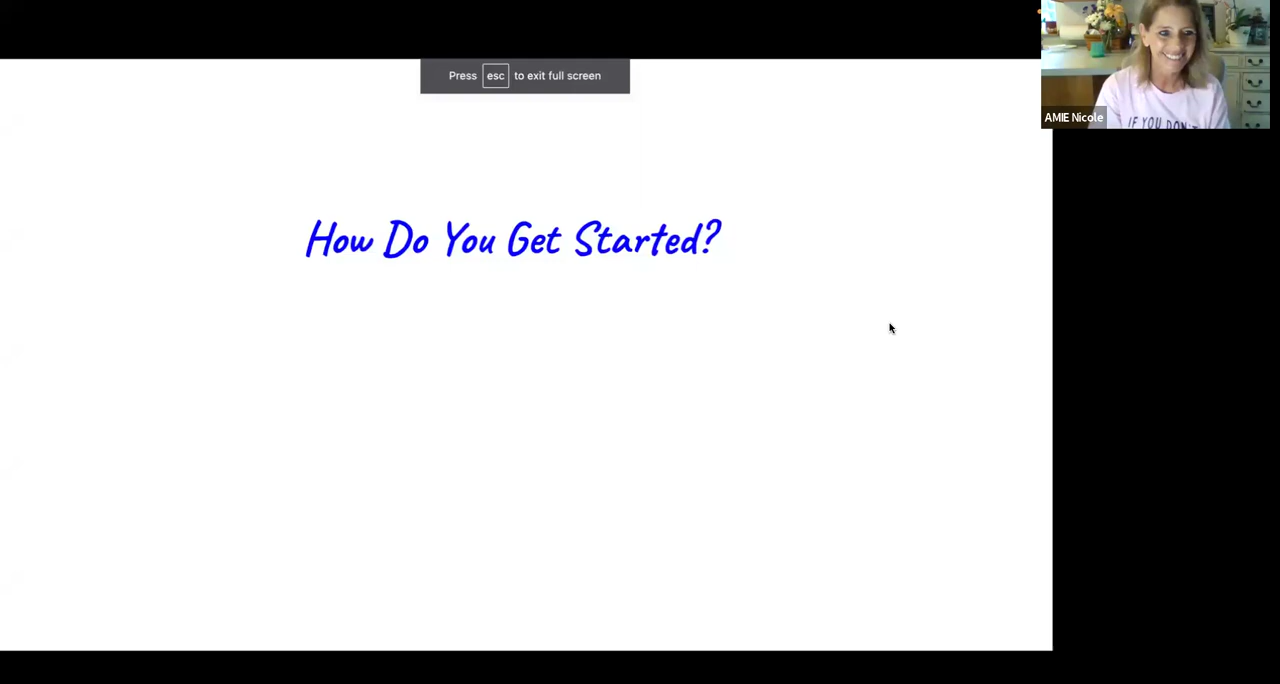 Press esc to exit full screen
AMIE Nicole
IF YOU DON'T
How Do You Get Started?